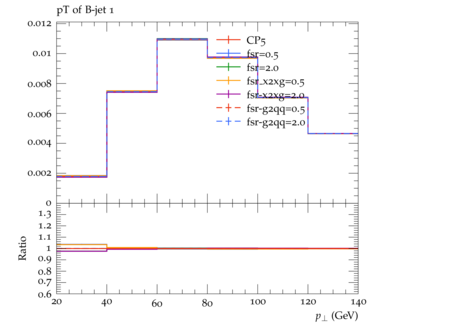 pT of B-jet 1
0.012
0.01
0.008
0.006
0.004
0.002
0
CP5
fsr=0.5
fsr=2.0
fsr_x2xg=0.5
fsr-x2xg=2.0
fsr-g2qq=0.5
fsr-g2qq=2.0
Ratio
1.3
1.2
1.1
1
0.9
0.8
0.7
0.6
20 40 60 80 100 120 140
p⊥ (GeV)